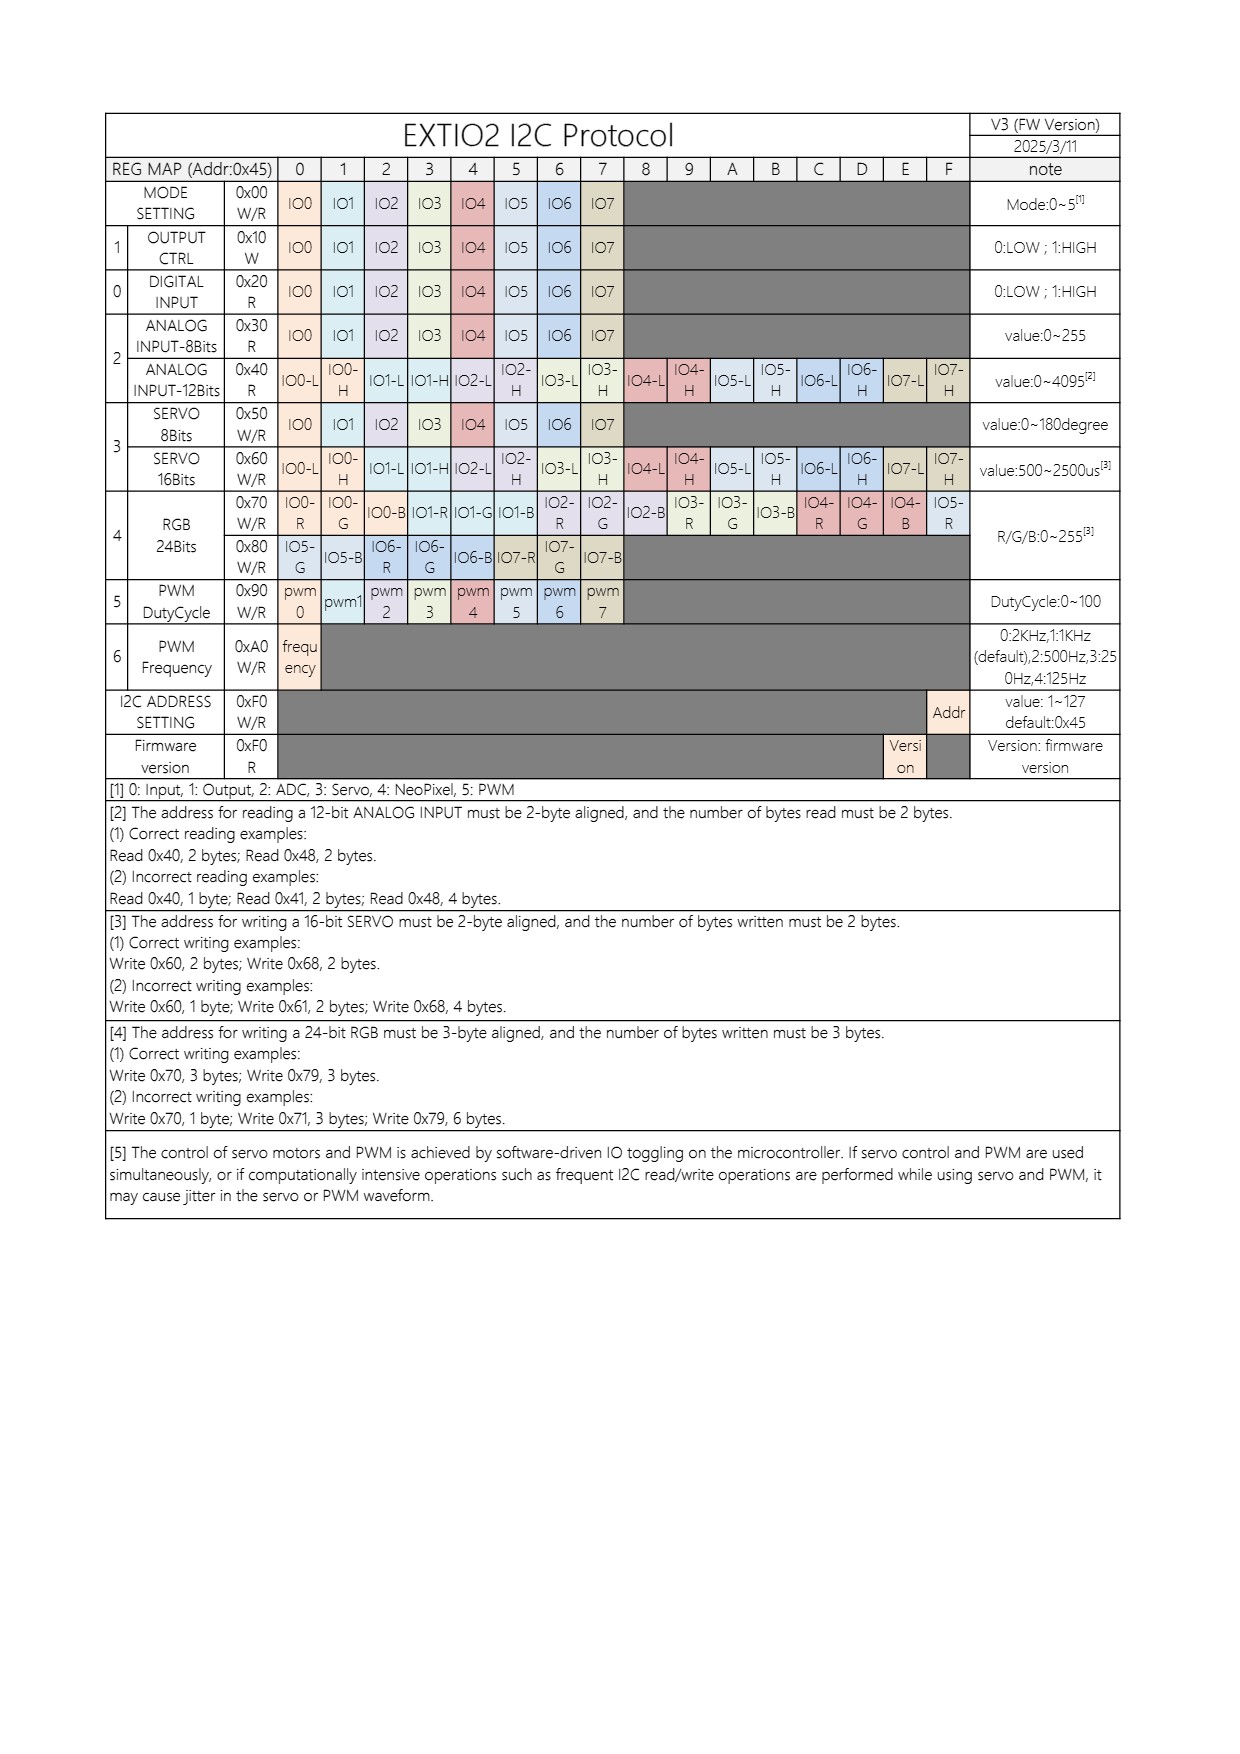 EXTIO2 I2C Protocol
V3 (FW Version)
2025/3/11
REG MAP (Addr:0x45) 0 1 2 3 4 5 6 7 8 9 A B C D E F note
MODE SETTING 0x00 W/R IO0 IO1 IO2 IO3 IO4 IO5 IO6 IO7 Mode:0~5[1]
1 OUTPUT CTRL 0x10 W IO0 IO1 IO2 IO3 IO4 IO5 IO6 IO7 0:LOW ; 1:HIGH
0 DIGITAL INPUT 0x20 R IO0 IO1 IO2 IO3 IO4 IO5 IO6 IO7 0:LOW ; 1:HIGH
2 ANALOG INPUT-8Bits 0x30 R IO0 IO1 IO2 IO3 IO4 IO5 IO6 IO7 value:0~255
ANALOG INPUT-12Bits 0x40 R IO0-L IO0-H IO1-L IO1-H IO2-L IO2-H IO3-L IO3-H IO4-L IO4-H IO5-L IO5-H IO6-L IO6-H IO7-L IO7-H value:0~4095[2]
3 SERVO 8Bits 0x50 W/R IO0 IO1 IO2 IO3 IO4 IO5 IO6 IO7 value:0~180degree
SERVO 16Bits 0x60 W/R IO0-L IO0-H IO1-L IO1-H IO2-L IO2-H IO3-L IO3-H IO4-L IO4-H IO5-L IO5-H IO6-L IO6-H IO7-L IO7-H value:500~2500us[3]
4 RGB 24Bits 0x70 W/R IO0-R IO0-G IO0-B IO1-R IO1-G IO1-B IO2-R IO2-G IO2-B IO3-R IO3-G IO3-B IO4-R IO4-G IO4-B IO5-R R/G/B:0~255[3]
0x80 W/R IO5-G IO5-B IO6-R IO6-G IO6-B IO7-R IO7-G IO7-B
5 PWM DutyCycle 0x90 W/R pwm0 pwm1 pwm2 pwm3 pwm4 pwm5 pwm6 pwm7 DutyCycle:0~100
6 PWM Frequency 0xA0 W/R frequency 0:2KHz,1:1KHz (default),2:500Hz,3:250Hz,4:125Hz
I2C ADDRESS SETTING 0xF0 W/R Addr value: 1~127 default:0x45
Firmware version 0xF0 R Version Version: firmware version
[1] 0: Input, 1: Output, 2: ADC, 3: Servo, 4: NeoPixel, 5: PWM
[2] The address for reading a 12-bit ANALOG INPUT must be 2-byte aligned, and the number of bytes read must be 2 bytes.
(1) Correct reading examples:
Read 0x40, 2 bytes; Read 0x48, 2 bytes.
(2) Incorrect reading examples:
Read 0x40, 1 byte; Read 0x41, 2 bytes; Read 0x48, 4 bytes.
[3] The address for writing a 16-bit SERVO must be 2-byte aligned, and the number of bytes written must be 2 bytes.
(1) Correct writing examples:
Write 0x60, 2 bytes; Write 0x68, 2 bytes.
(2) Incorrect writing examples:
Write 0x60, 1 byte; Write 0x61, 2 bytes; Write 0x68, 4 bytes.
[4] The address for writing a 24-bit RGB must be 3-byte aligned, and the number of bytes written must be 3 bytes.
(1) Correct writing examples:
Write 0x70, 3 bytes; Write 0x79, 3 bytes.
(2) Incorrect writing examples:
Write 0x70, 1 byte; Write 0x71, 3 bytes; Write 0x79, 6 bytes.
[5] The control of servo motors and PWM is achieved by software-driven IO toggling on the microcontroller. If servo control and PWM are used
simultaneously, or if computationally intensive operations such as frequent I2C read/write operations are performed while using servo and PWM, it
may cause jitter in the servo or PWM waveform.